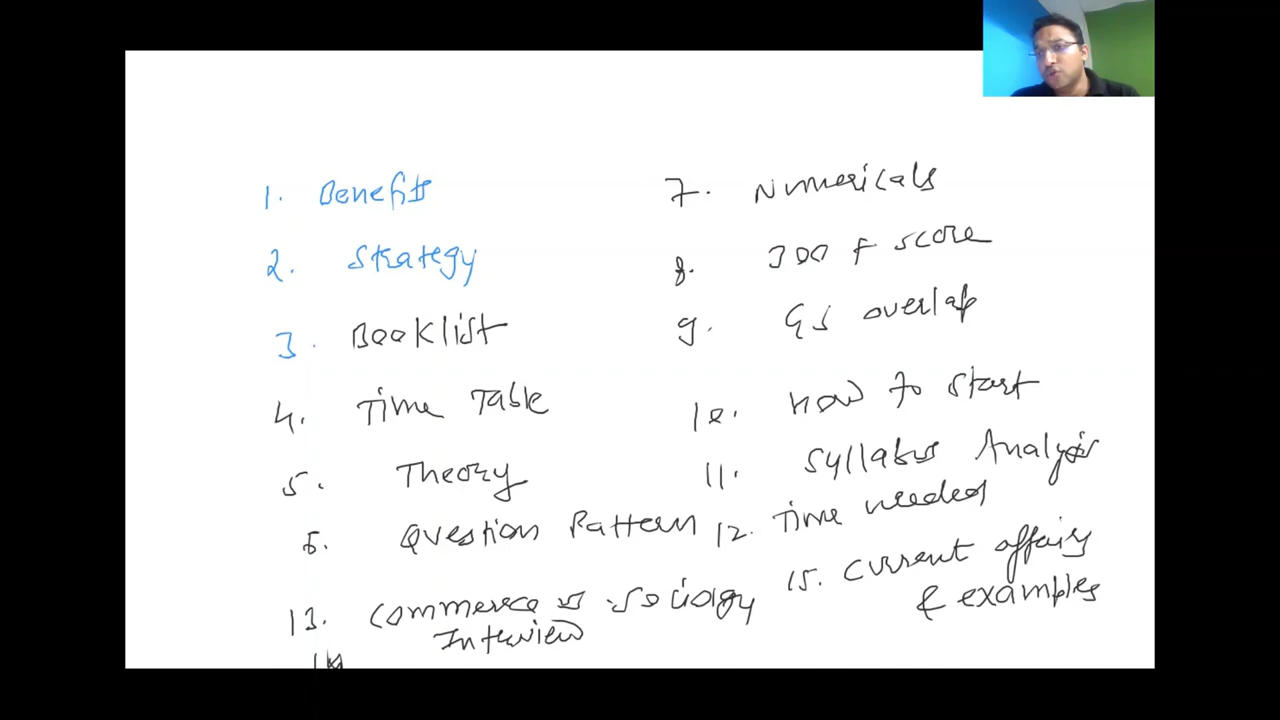 1. Benefits
2. Strategy
3. Booklist
4. Time Table
5. Theory
6. Question Pattern
7. Numericals
8. 300 + score
9. GS overlap
10. How to start
11. Syllabus Analysis
12. Time needed
13. Commerce vs Sociology
Interview
14
15. Current affairs
& examples